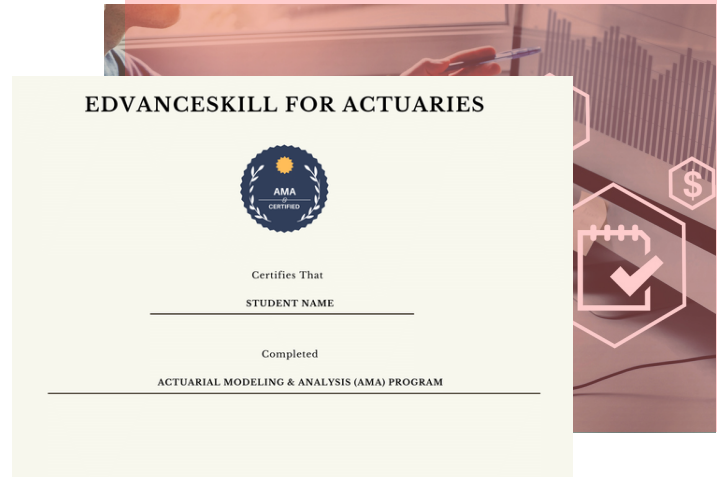 EDVANCESKILL FOR ACTUARIES
AMA
CERTIFIED
Certifies That
STUDENT NAME
Completed
ACTUARIAL MODELING & ANALYSIS (AMA) PROGRAM
$